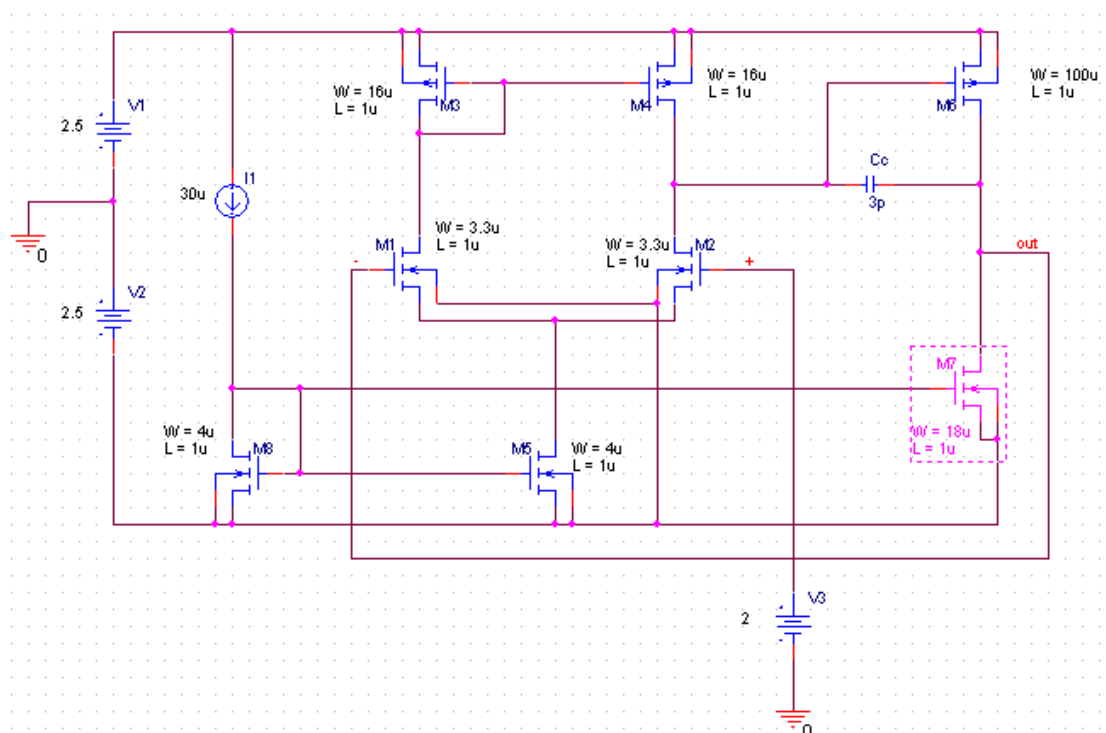 V1
2.5
I1
30u
0
V2
2.5
W = 16u
L = 1u
M3
W = 16u
L = 1u
M4
W = 100u
L = 1u
M6
Cc
3p
W = 3.3u
L = 1u
M1
-
W = 3.3u
L = 1u
M2
+
out
M7
W = 18u
L = 1u
W = 4u
L = 1u
M8
M5
W = 4u
L = 1u
V3
2
0